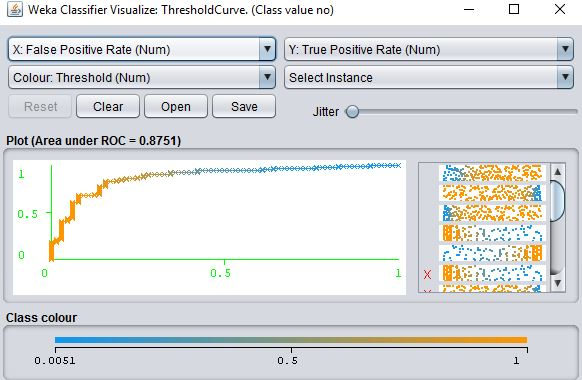 Weka Classifier Visualize: ThresholdCurve. (Class value no)
X: False Positive Rate (Num) Y: True Positive Rate (Num)
Colour: Threshold (Num) Select Instance
Reset Clear Open Save Jitter
Plot (Area under ROC = 0.8751)
1
0.5
0
0 0.5 1
X
Class colour
0.0051 0.5 1